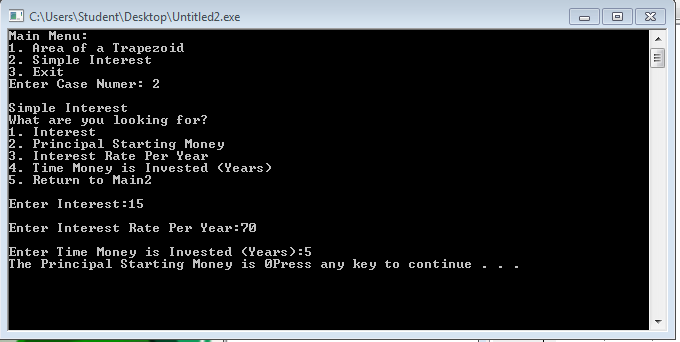 C:\Users\Student\Desktop\Untitled2.exe
Main Menu:
1. Area of a Trapezoid
2. Simple Interest
3. Exit
Enter Case Numer: 2
Simple Interest
What are you looking for?
1. Interest
2. Principal Starting Money
3. Interest Rate Per Year
4. Time Money is Invested (Years)
5. Return to Main2
Enter Interest:15
Enter Interest Rate Per Year:70
Enter Time Money is Invested (Years):5
The Principal Starting Money is 0Press any key to continue . . .